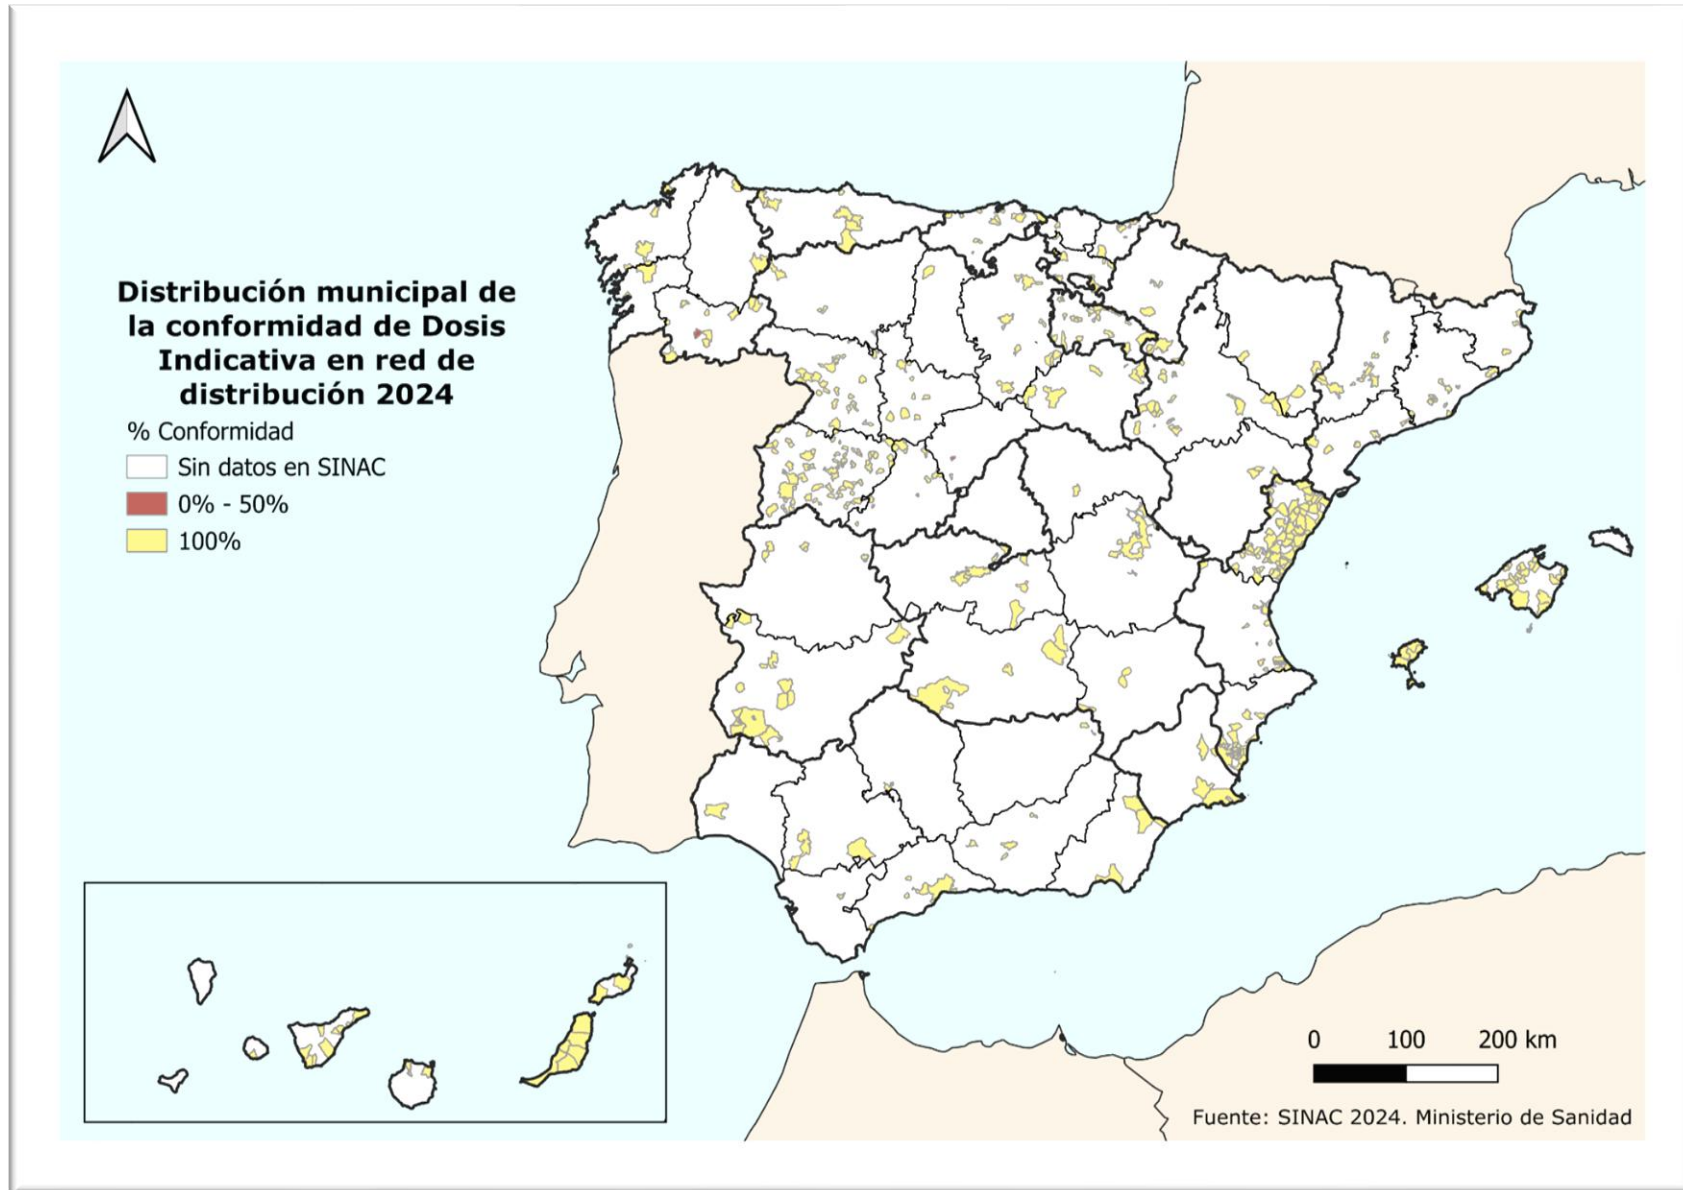 Distribución municipal de
la conformidad de Dosis
Indicativa en red de
distribución 2024
% Conformidad
Sin datos en SINAC
0% - 50%
100%
0 100 200 km
Fuente: SINAC 2024. Ministerio de Sanidad